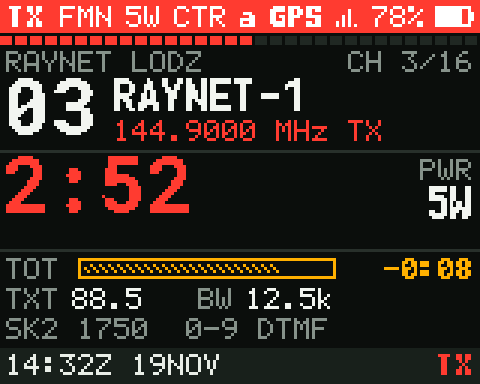 TX FMN 5W CTR a GPS 78%
RAYNET LODZ CH 3/16
03 RAYNET-1
144.9000 MHz TX
2:52 PWR
5W
TOT -0:08
TXT 88.5 BW 12.5k
SK2 1750 0-9 DTMF
14:32Z 19NOV TX